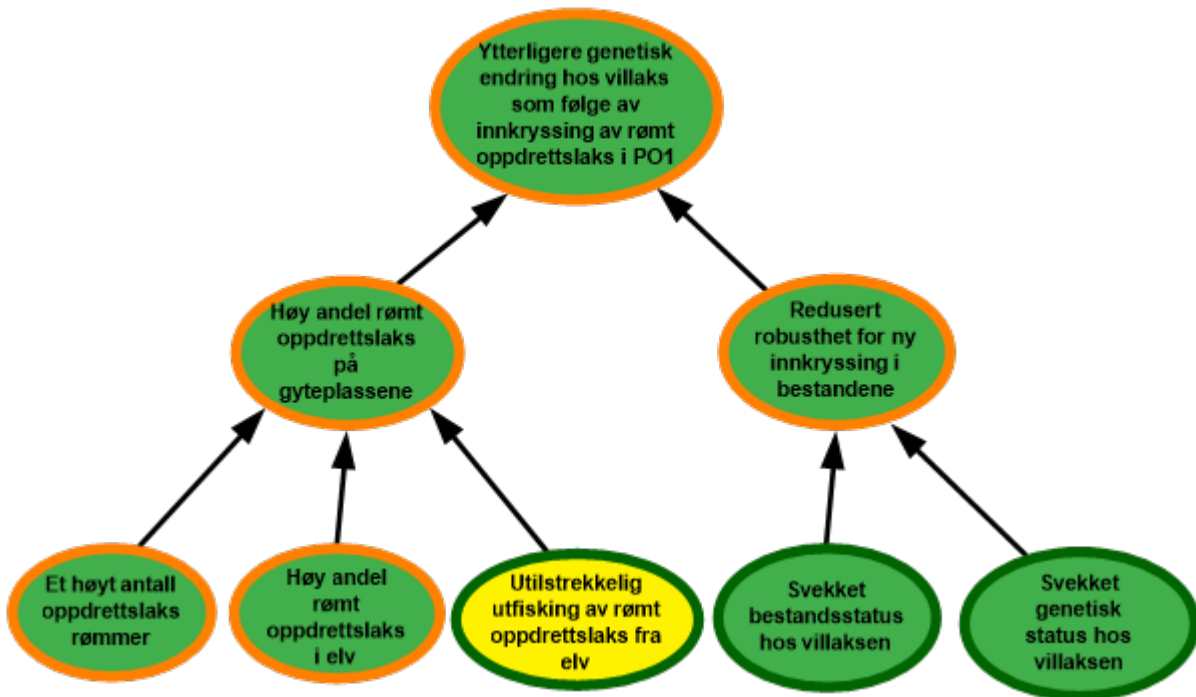 Ytterligere genetisk
endring hos villaks
som følge av
innkryssing av rømt
oppdrettslaks i PO1
Høy andel rømt
oppdrettslaks
på
gyteplassene
Redusert
robusthet for ny
innkryssing i
bestandene
Et høyt antall
oppdrettslaks
rømmer
Høy andel
rømt
oppdrettslaks
i elv
Utilstrekkelig
utfisking av rømt
oppdrettslaks fra
elv
Svekket
bestandsstatus
hos villaksen
Svekket
genetisk
status hos
villaksen